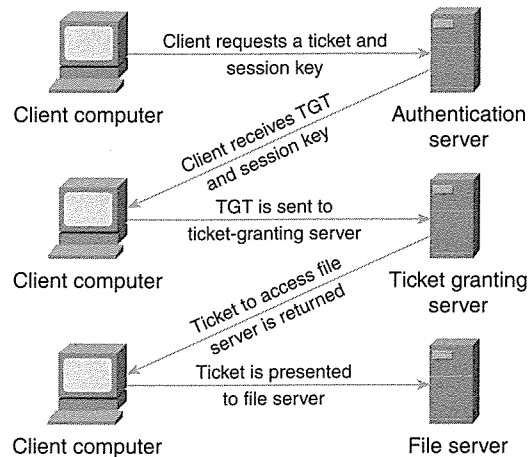 Client requests a ticket and
session key
Client computer
Authentication
server
Client receives TGT
and session key
TGT is sent to
ticket-granting server
Client computer
Ticket granting
server
Ticket to access file
server is returned
Ticket is presented
to file server
Client computer
File server